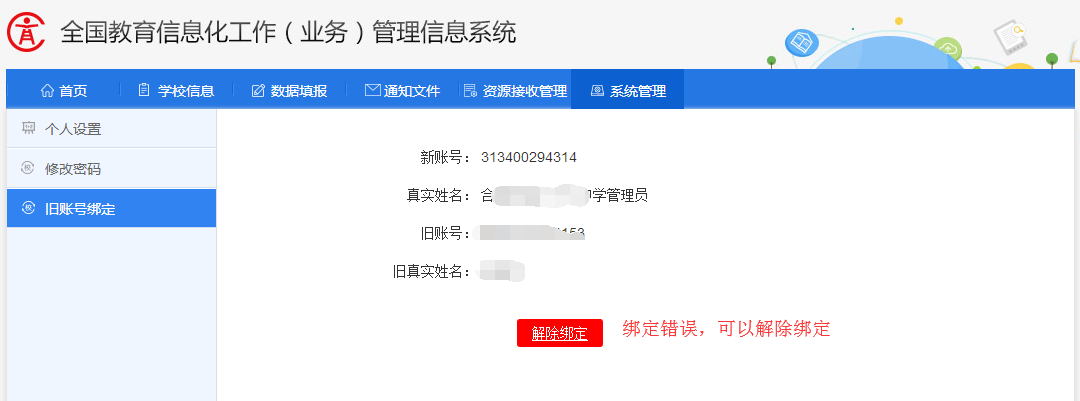 全国教育信息化工作（业务）管理信息系统
首页 学校信息 数据填报 通知文件 资源接收管理 系统管理
个人设置
修改密码
旧账号绑定
新账号： 313400294314
真实姓名： 合 学管理员
旧账号： 153
旧真实姓名：
解除绑定 绑定错误，可以解除绑定